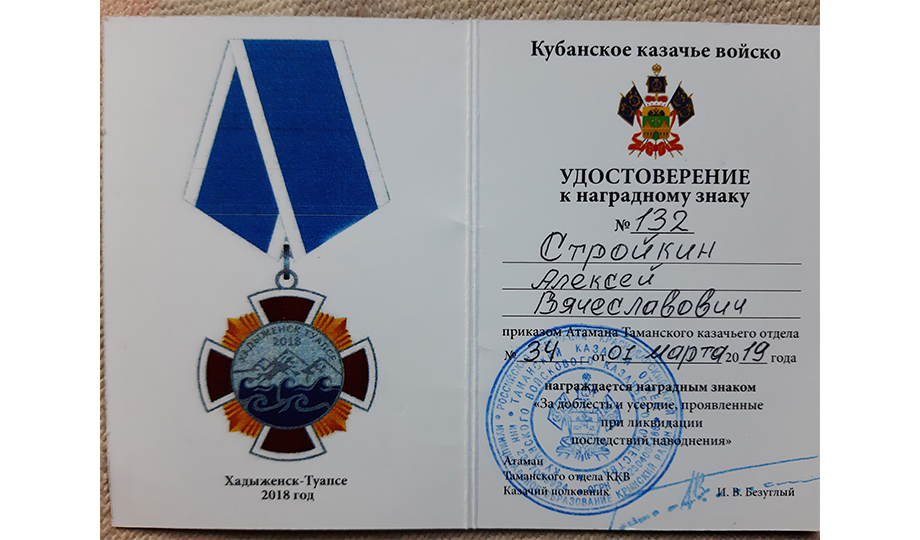 ХАДЫЖЕНСК-ТУАПСЕ
2018
Хадыженск-Туапсе
2018 год
Кубанское казачье войско
УДОСТОВЕРЕНИЕ
к наградному знаку
№ 132
Стройкин
Алексей
Вячеславович
приказом Атамана Таманского казачьего отдела
№ 34 от 01 марта 2019 года
награждается наградным знаком
«За доблесть и усердие, проявленные
при ликвидации
последствий наводнения»
Атаман
Таманского отдела ККВ
Казачий полковник И. В. Безуглый